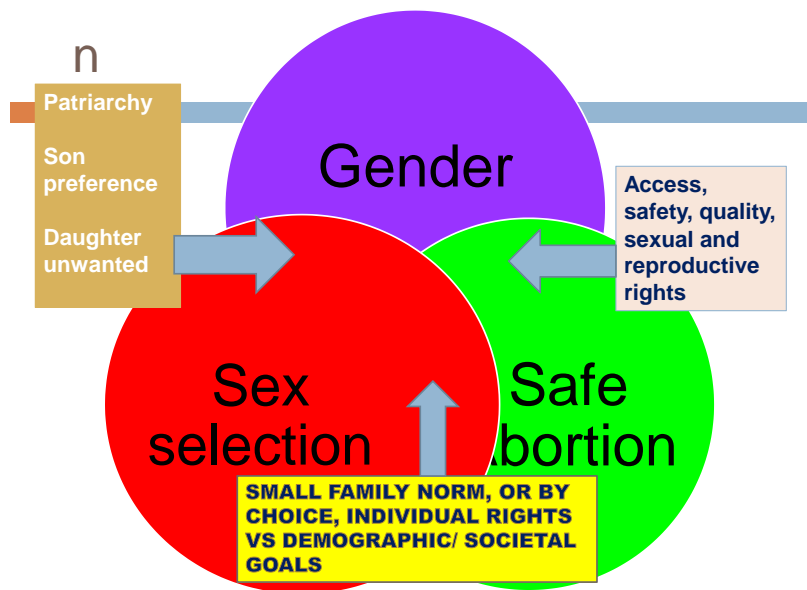 n
Patriarchy
Son
preference
Daughter
unwanted
Gender
Access,
safety, quality,
sexual and
reproductive
rights
Sex
selection
Safe
bortion
SMALL FAMILY NORM, OR BY
CHOICE, INDIVIDUAL RIGHTS
VS DEMOGRAPHIC/ SOCIETAL
GOALS